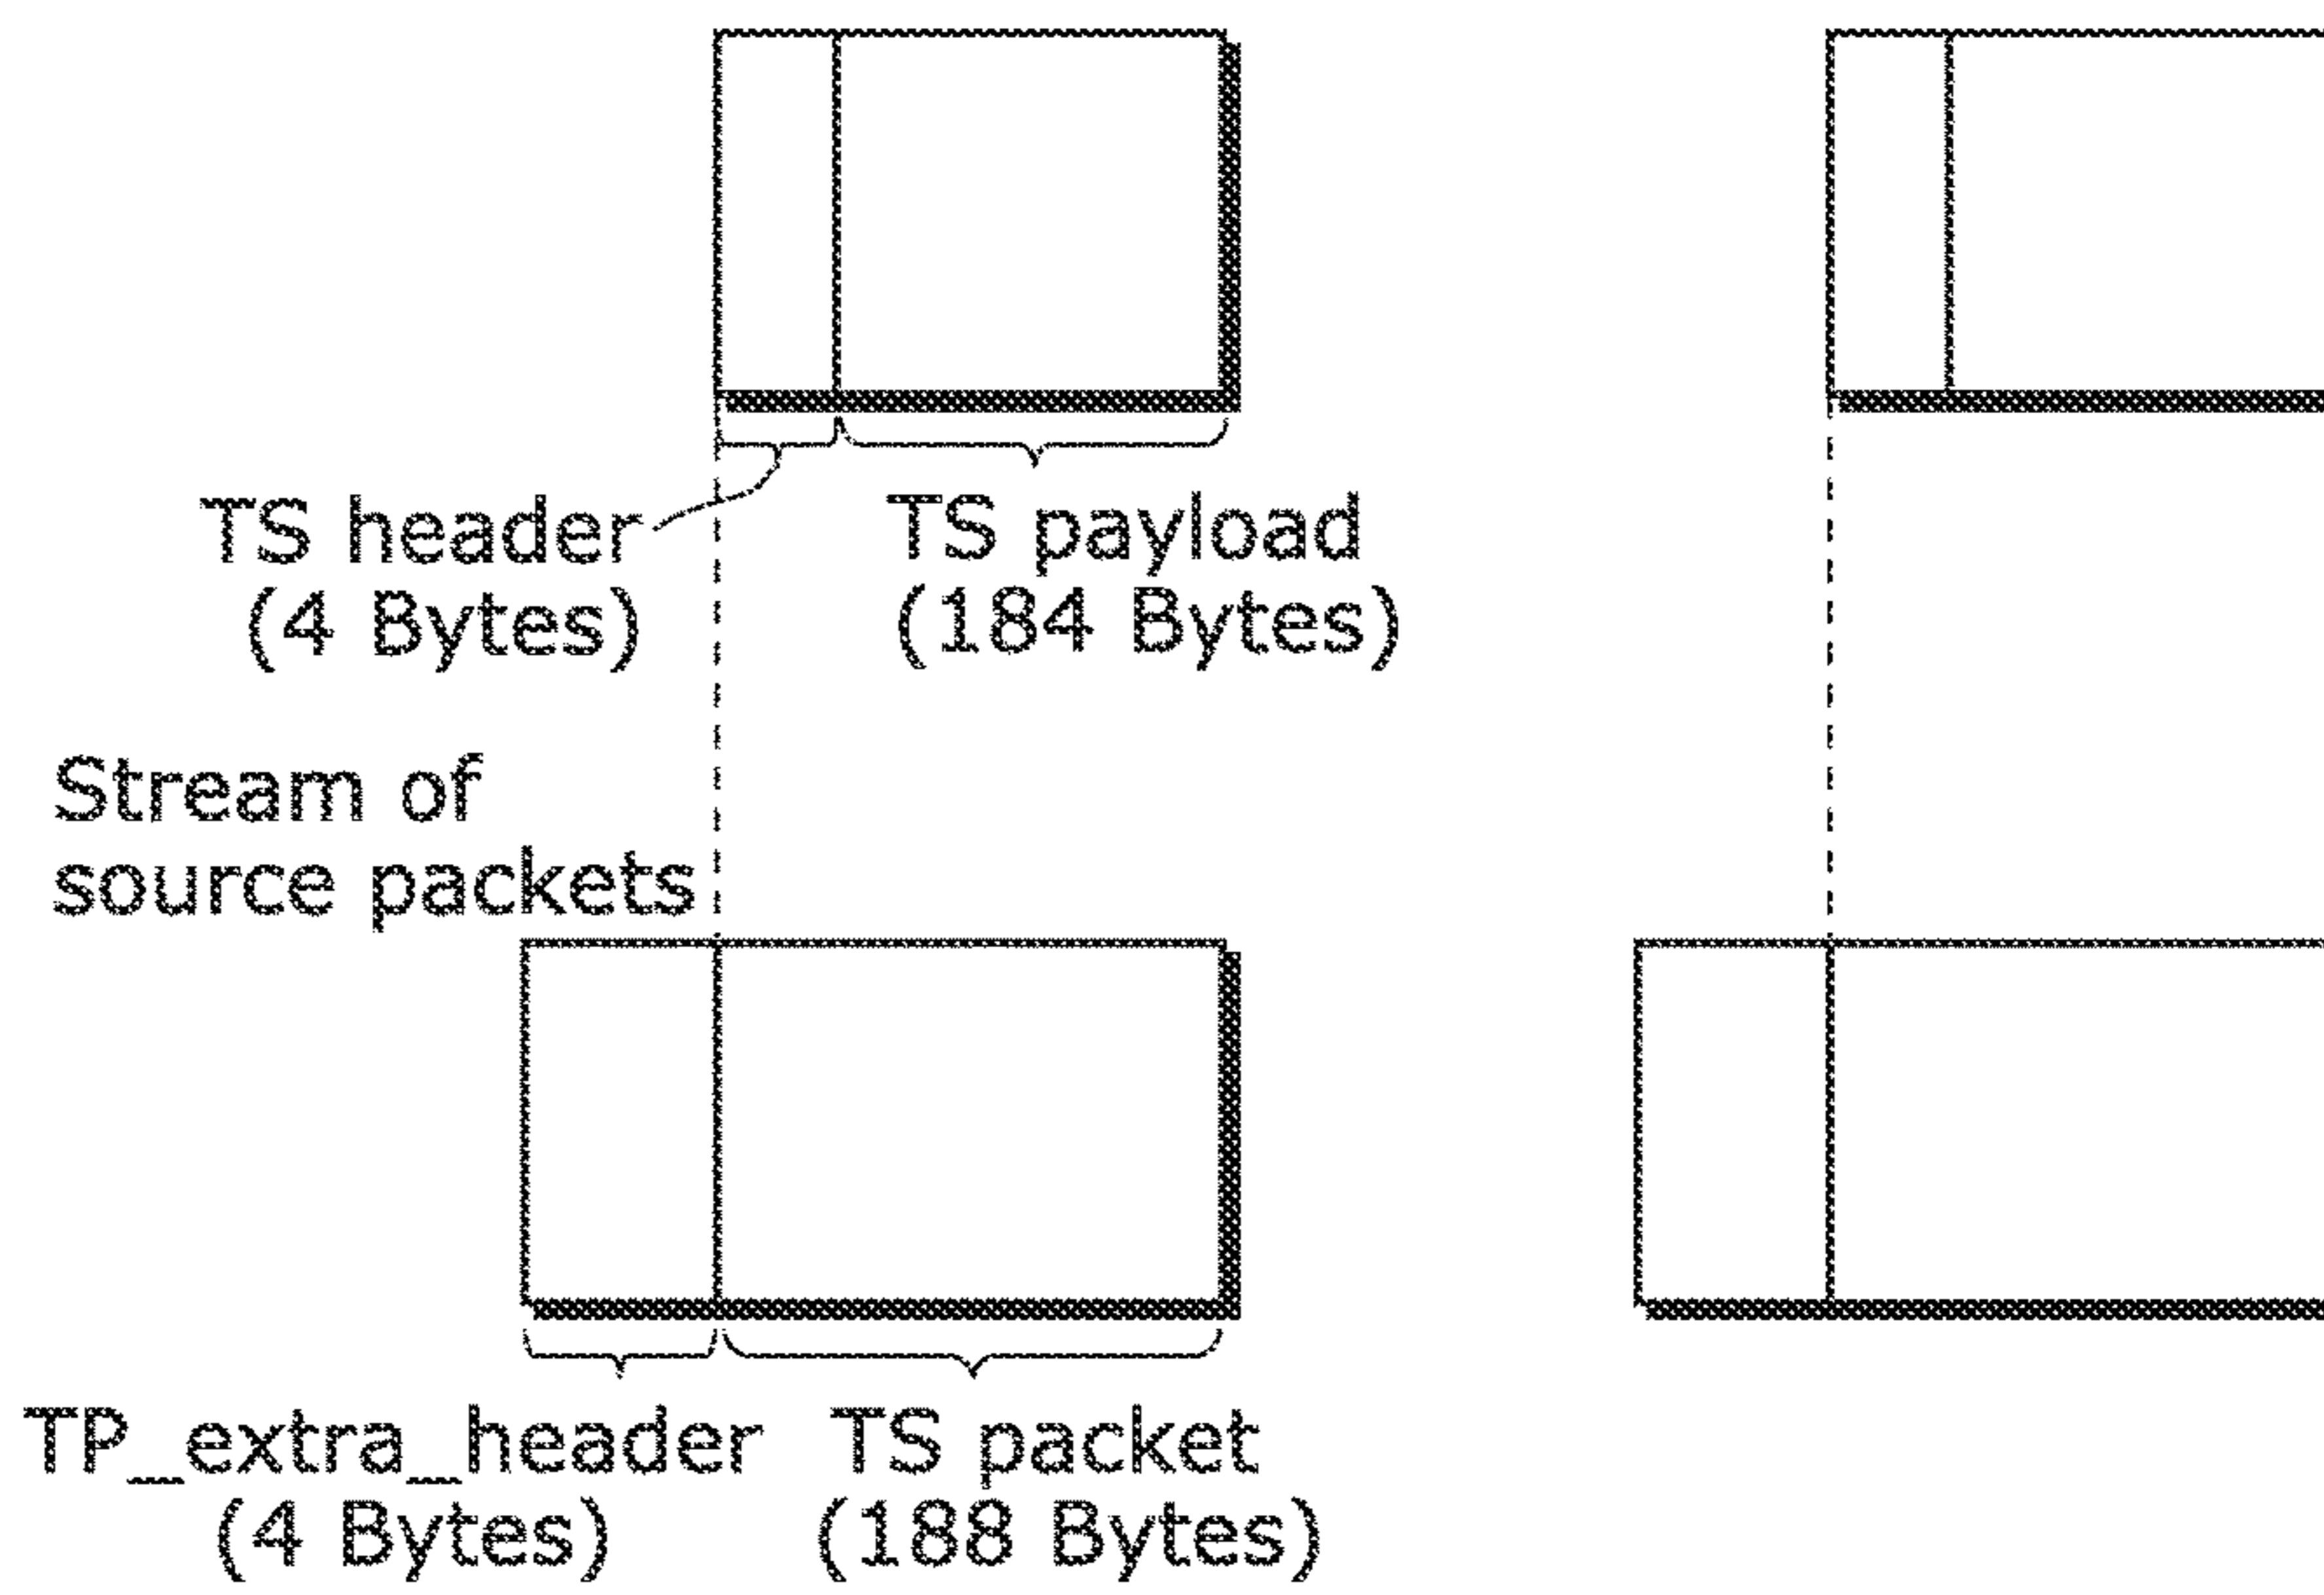 TS header
(4 Bytes)
TS payload
(184 Bytes)
Stream of
source packets
TP_extra_header
(4 Bytes)
TS packet
(188 Bytes)